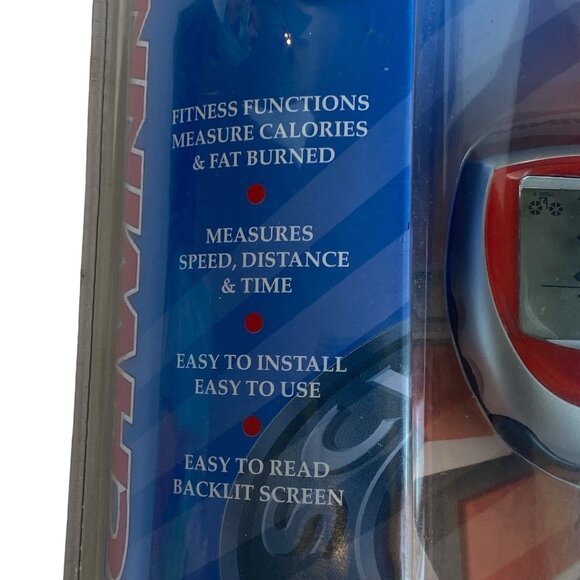 FITNESS FUNCTIONS
MEASURE CALORIES
& FAT BURNED
MEASURES
SPEED, DISTANCE
& TIME
EASY TO INSTALL
EASY TO USE
EASY TO READ
BACKLIT SCREEN